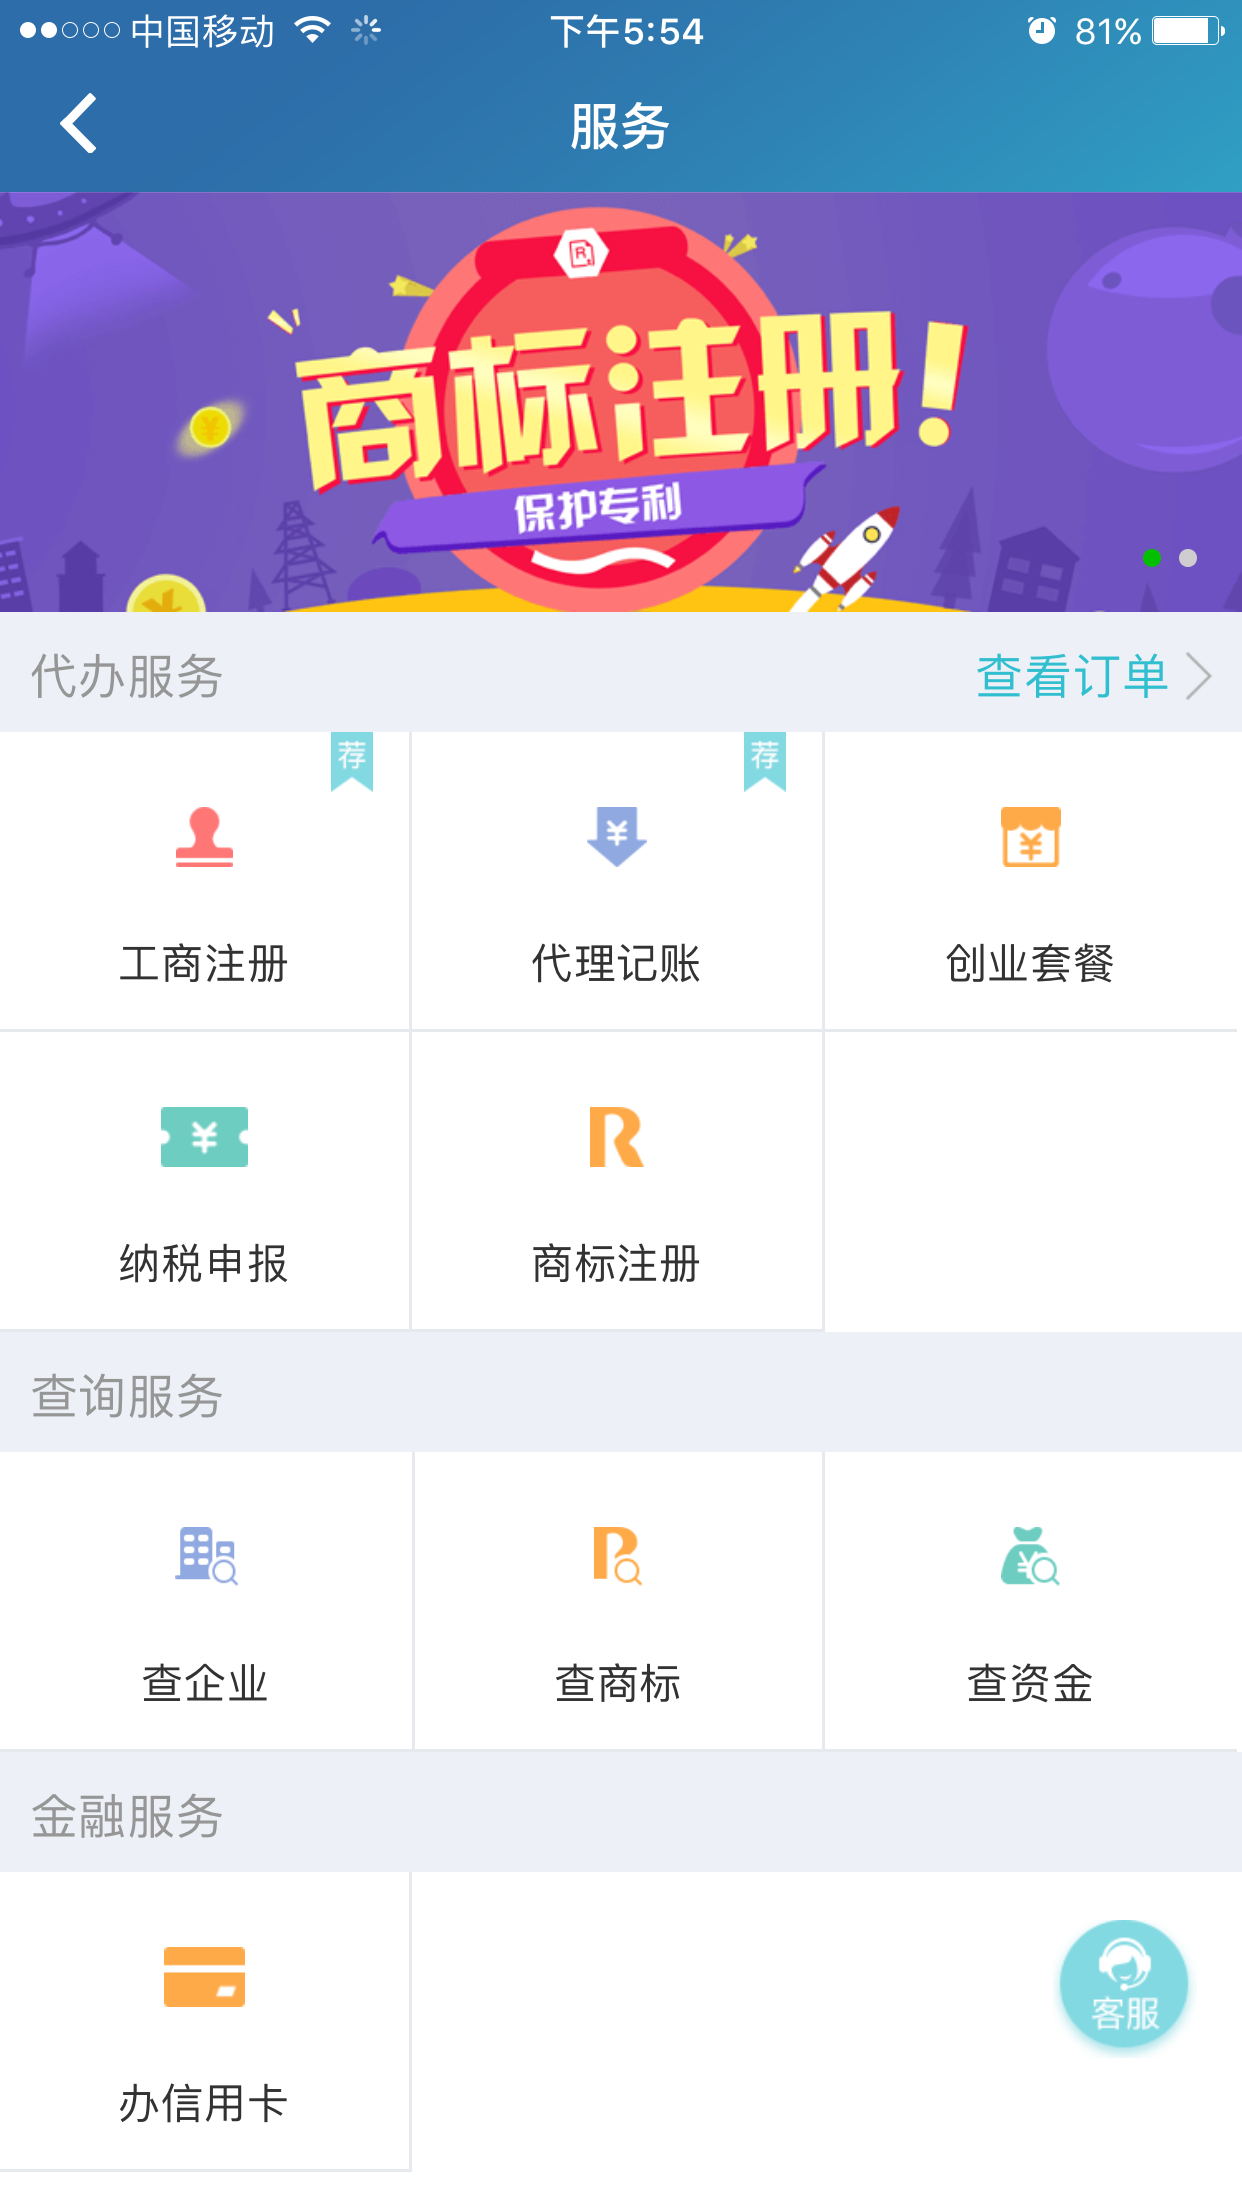 中国移动 下午5:54 81%
服务
R
商标注册!
保护专利
代办服务 查看订单
荐 荐
工商注册 代理记账 创业套餐
纳税申报 商标注册
查询服务
查企业 查商标 查资金
金融服务
客服
办信用卡